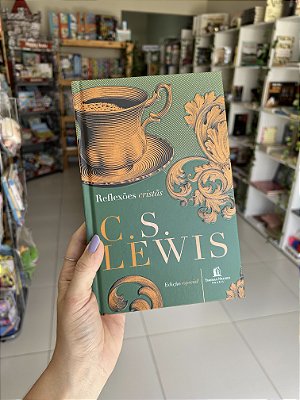 Reflexões cristãs
C.S.
LEWIS
Edição especial